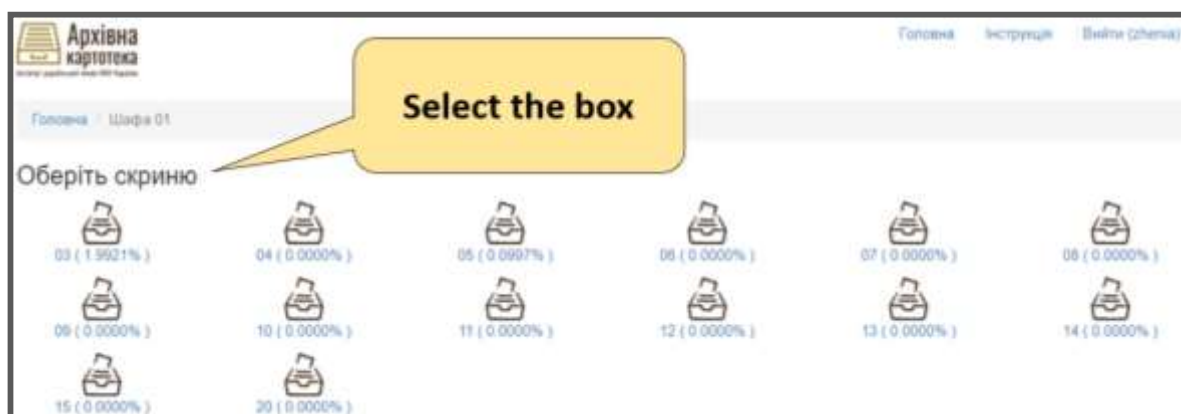 Архівна
картотека
Головна Інструкція Вийти (zhenia)
Select the box
Головна / Шафа 01
Оберіть скриню
03 ( 1.9921% ) 04 ( 0.0000% ) 05 ( 0.0997% ) 06 ( 0.0000% ) 07 ( 0.0000% ) 08 ( 0.0000% )
09 ( 0.0000% ) 10 ( 0.0000% ) 11 ( 0.0000% ) 12 ( 0.0000% ) 13 ( 0.0000% ) 14 ( 0.0000% )
15 ( 0.0000% ) 20 ( 0.0000% )